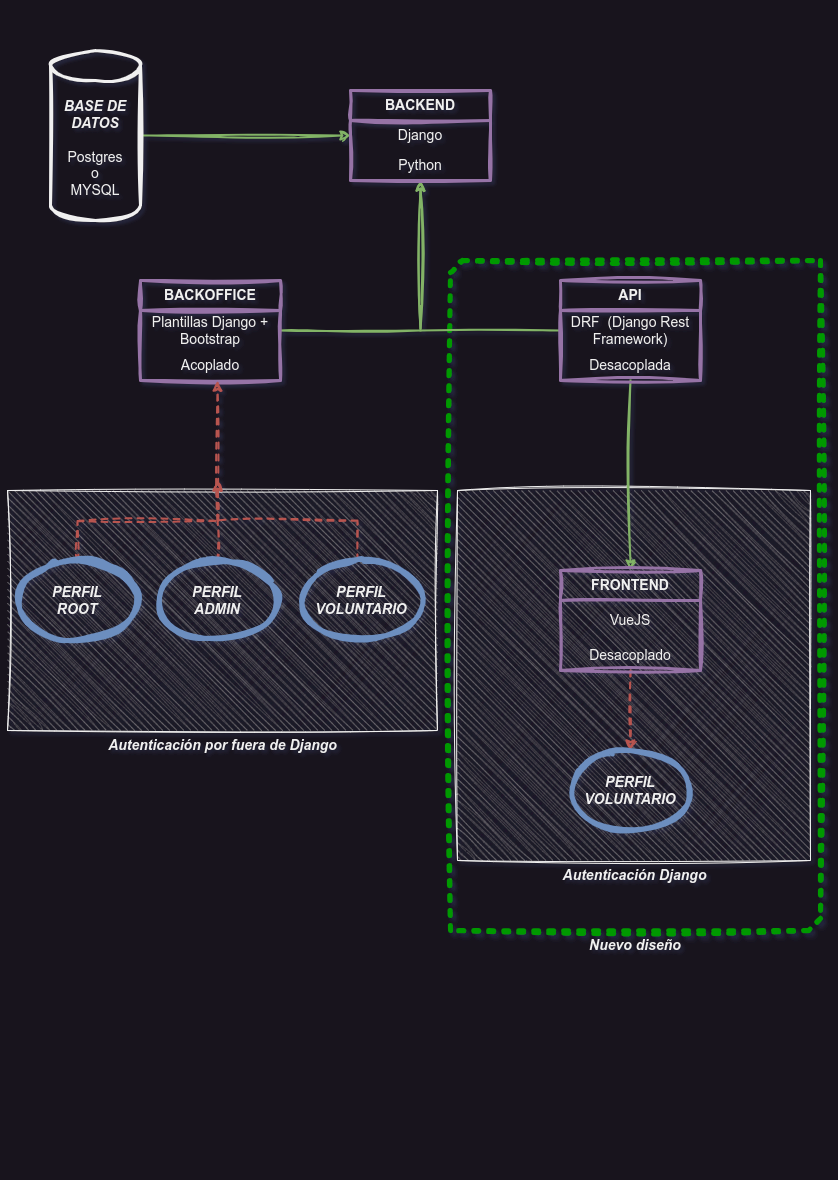 BASE DE
DATOS
Postgres
o
MYSQL
BACKEND
Django
Python
BACKOFFICE
Plantillas Django +
Bootstrap
Acoplado
API
DRF (Django Rest
Framework)
Desacoplada
PERFIL
ROOT
PERFIL
ADMIN
PERFIL
VOLUNTARIO
Autenticación por fuera de Django
FRONTEND
VueJS
Desacoplado
PERFIL
VOLUNTARIO
Autenticación Django
Nuevo diseño